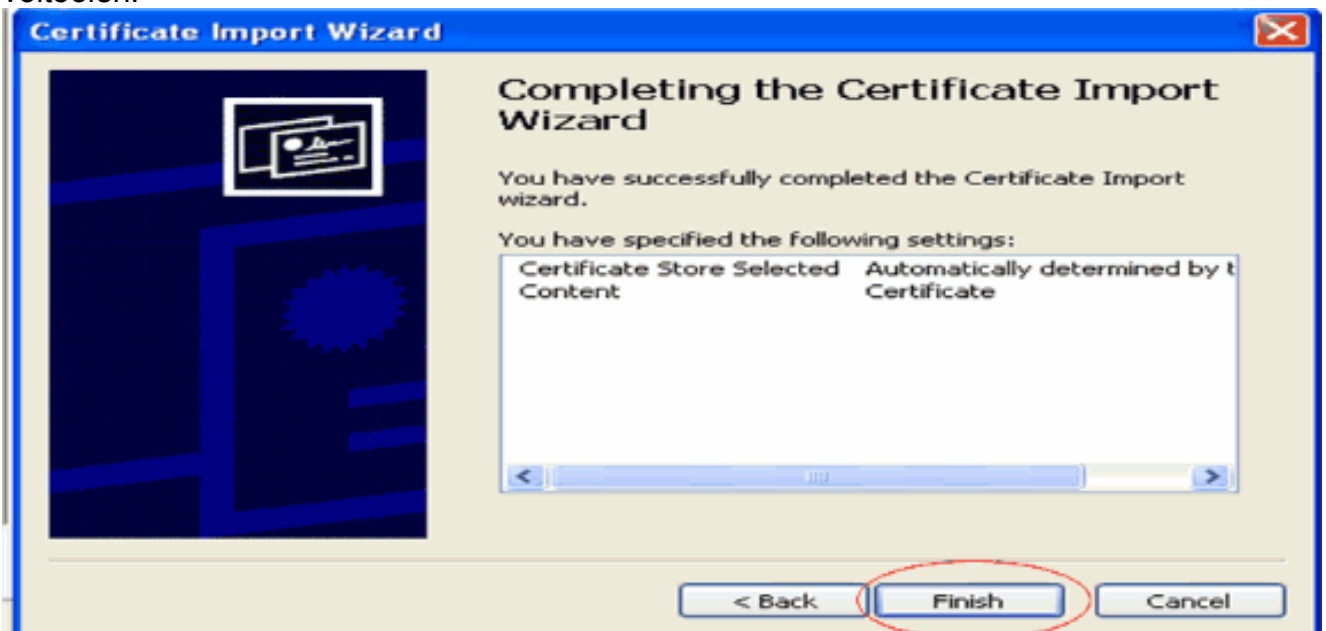 Certificate Import Wizard
Completing the Certificate Import
Wizard
You have successfully completed the Certificate Import
wizard.
You have specified the following settings:
Certificate Store Selected Automatically determined by t
Content Certificate
< Back Finish Cancel